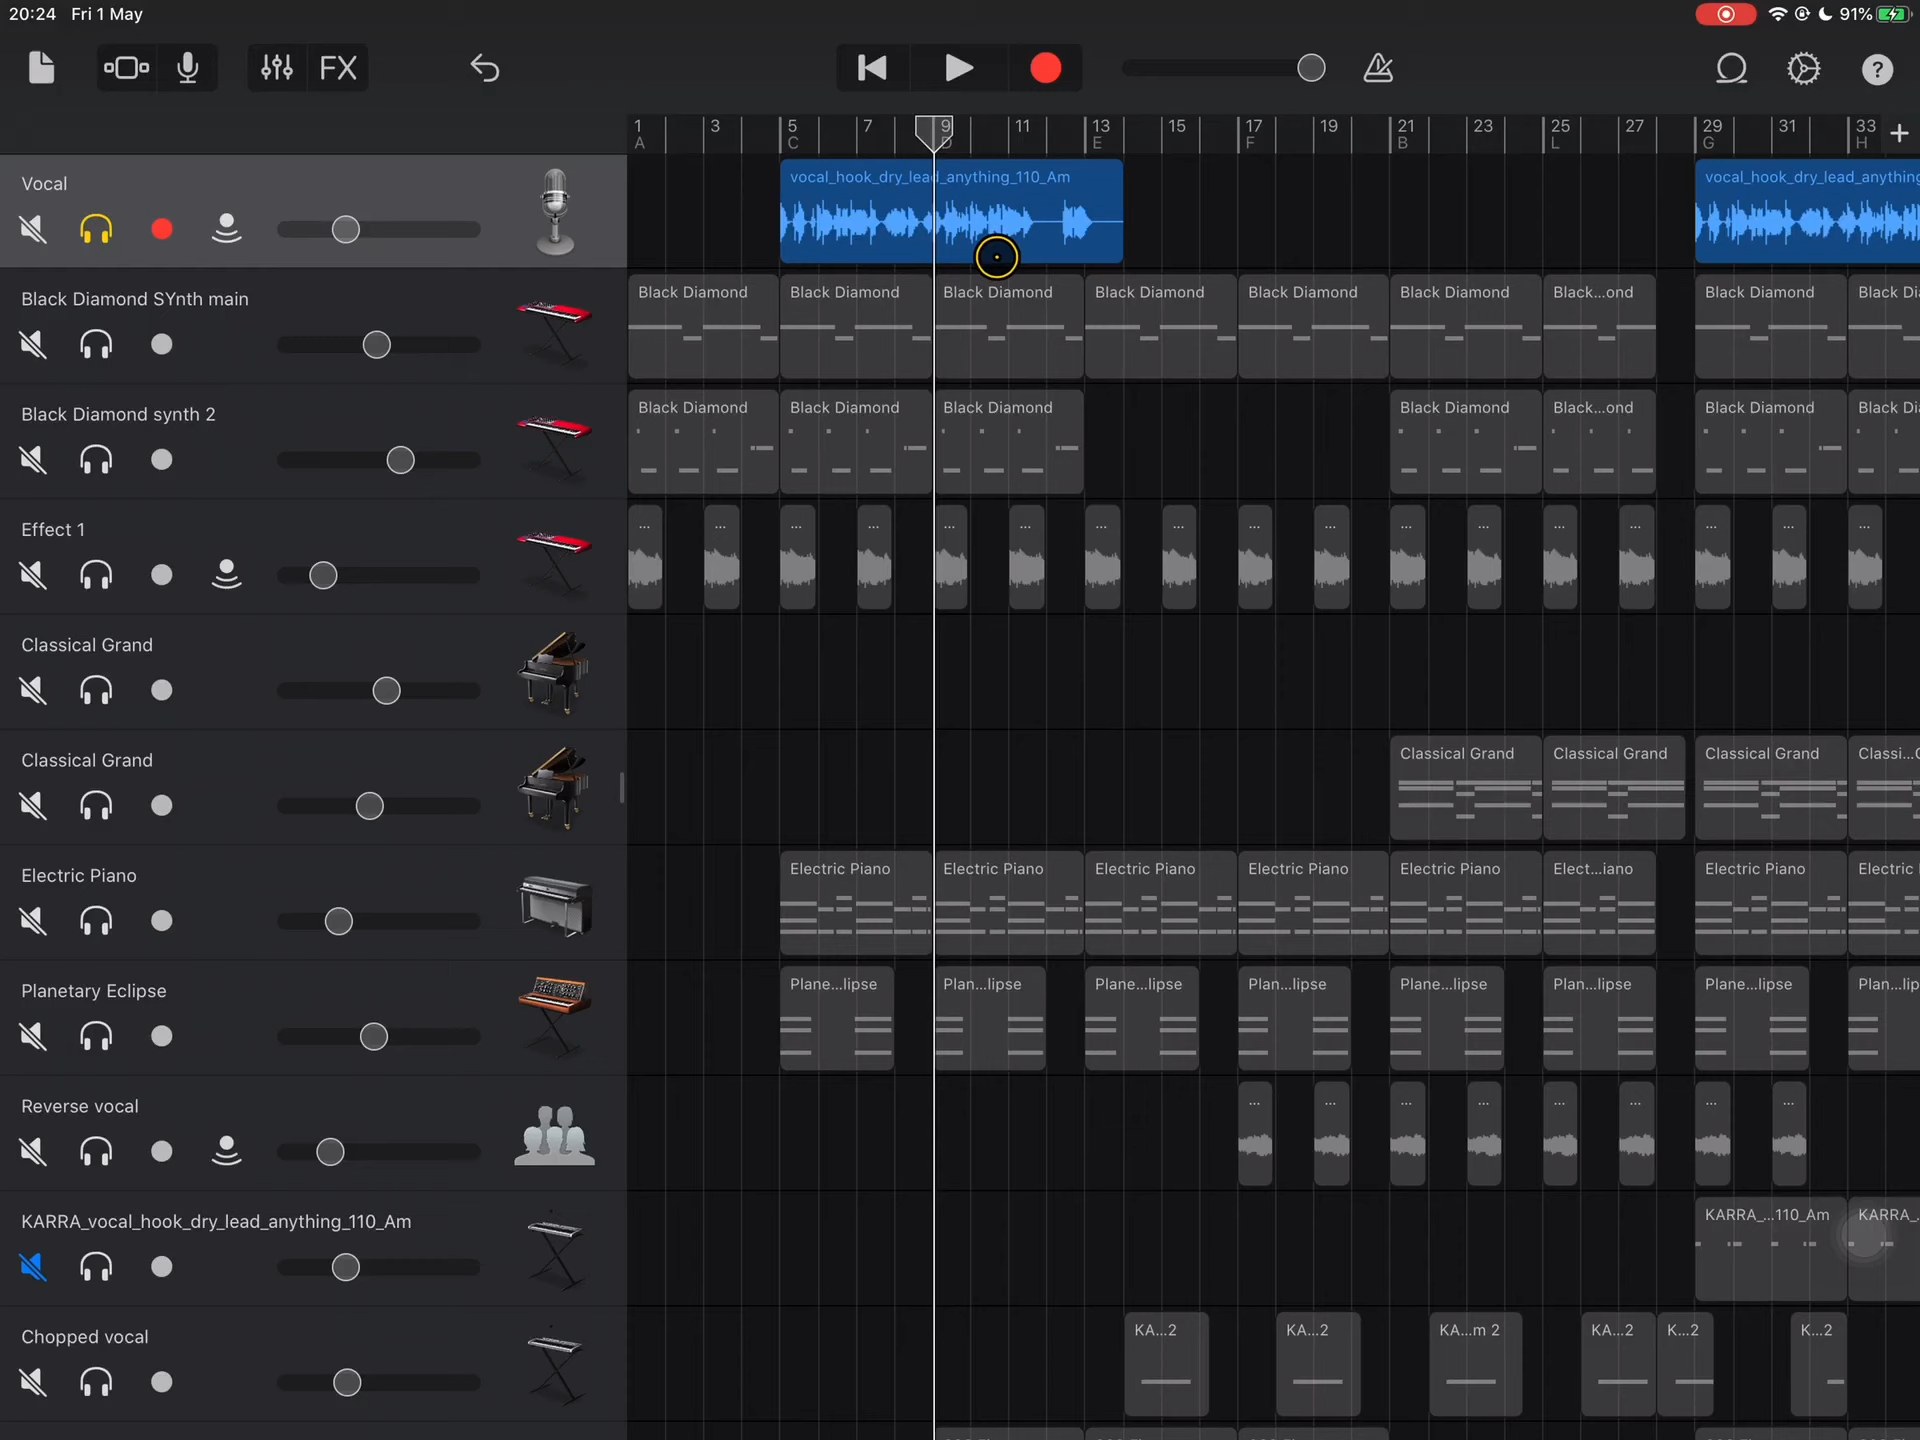 20:24 Fri 1 May
91%
FX
?
1 3 5 7 9 11 13 15 17 19 21 23 25 27 29 31 33 +
A C D E F B L G H
Vocal
vocal_hook_dry_lead_anything_110_Am
vocal_hook_dry_lead_anything
Black Diamond SYnth main
Black Diamond Black Diamond Black Diamond Black Diamond Black Diamond Black Diamond Black...ond Black Diamond Black Di
Black Diamond synth 2
Black Diamond Black Diamond Black Diamond Black Diamond Black...ond Black Diamond Black Di
Effect 1
... ... ... ... ... ... ... ... ... ... ... ... ... ... ... ... ...
Classical Grand
Classical Grand
Classical Grand Classical Grand Classical Grand Classi...
Electric Piano
Electric Piano Electric Piano Electric Piano Electric Piano Electric Piano Elect...iano Electric Piano Electric
Planetary Eclipse
Plane...lipse Plan...lipse Plane...lipse Plan...lipse Plane...lipse Plan...lipse Plane...lipse Plan...lip
Reverse vocal
... ... ... ... ... ... ... ...
KARRA_vocal_hook_dry_lead_anything_110_Am
KARRA_...110_Am KARRA_
Chopped vocal
KA...2 KA...2 KA...m 2 KA...2 K...2 K...2